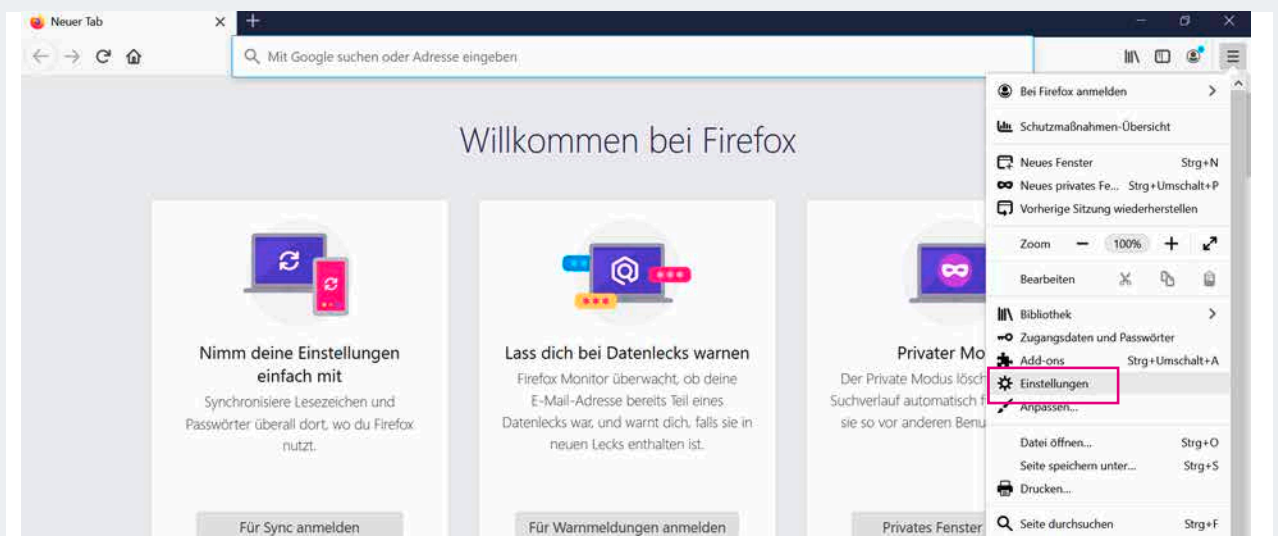 Neuer Tab
Mit Google suchen oder Adresse eingeben
Willkommen bei Firefox
Nimm deine Einstellungen
einfach mit
Synchronisiere Lesezeichen und
Passwörter überall dort, wo du Firefox
nutzt.
Für Sync anmelden
Lass dich bei Datenlecks warnen
Firefox Monitor überwacht, ob deine
E-Mail-Adresse bereits Teil eines
Datenlecks war, und warnt dich, falls sie in
neuen Lecks enthalten ist.
Für Warnmeldungen anmelden
Privater Mo
Der Private Modus lösch
Suchverlauf automatisch f
sie so vor anderen Benu
Privates Fenster
Bei Firefox anmelden
Schutzmaßnahmen-Übersicht
Neues Fenster Strg+N
Neues privates Fe... Strg+Umschalt+P
Vorherige Sitzung wiederherstellen
Zoom 100%
Bearbeiten
Bibliothek
Zugangsdaten und Passwörter
Add-ons Strg+Umschalt+A
Einstellungen
Anpassen...
Datei öffnen... Strg+O
Seite speichern unter... Strg+S
Drucken...
Seite durchsuchen Strg+F